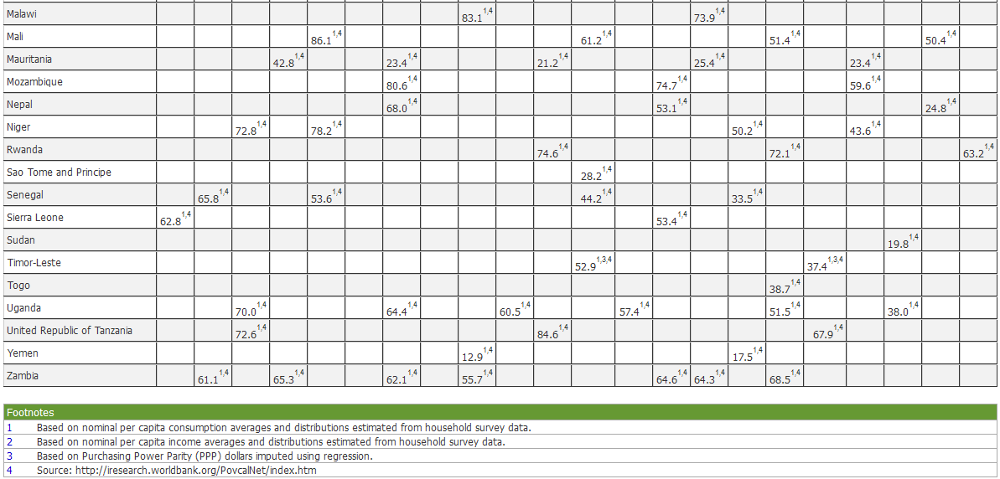 Malawi 83.1 1,4 73.9 1,4
Mali 86.1 1,4 61.2 1,4 51.4 1,4 50.4 1,4
Mauritania 42.8 1,4 23.4 1,4 21.2 1,4 25.4 1,4 23.4 1,4
Mozambique 80.6 1,4 74.7 1,4 59.6 1,4
Nepal 68.0 1,4 53.1 1,4 24.8 1,4
Niger 72.8 1,4 78.2 1,4 50.2 1,4 43.6 1,4
Rwanda 74.6 1,4 72.1 1,4 63.2 1,4
Sao Tome and Principe 28.2 1,4
Senegal 65.8 1,4 53.6 1,4 44.2 1,4 33.5 1,4
Sierra Leone 62.8 1,4 53.4 1,4
Sudan 19.8 1,4
Timor-Leste 52.9 1,3,4 37.4 1,3,4
Togo 38.7 1,4
Uganda 70.0 1,4 64.4 1,4 60.5 1,4 57.4 1,4 51.5 1,4 38.0 1,4
United Republic of Tanzania 72.6 1,4 84.6 1,4 67.9 1,4
Yemen 12.9 1,4 17.5 1,4
Zambia 61.1 1,4 65.3 1,4 62.1 1,4 55.7 1,4 64.6 1,4 64.3 1,4 68.5 1,4
Footnotes
1 Based on nominal per capita consumption averages and distributions estimated from household survey data.
2 Based on nominal per capita income averages and distributions estimated from household survey data.
3 Based on Purchasing Power Parity (PPP) dollars imputed using regression.
4 Source: http://iresearch.worldbank.org/PovcalNet/index.htm